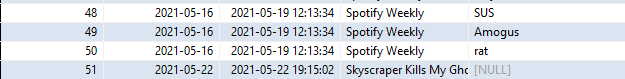 48 2021-05-16 2021-05-19 12:13:34 Spotify Weekly SUS
49 2021-05-16 2021-05-19 12:13:34 Spotify Weekly Amogus
50 2021-05-16 2021-05-19 12:13:34 Spotify Weekly rat
51 2021-05-22 2021-05-22 19:15:02 Skyscraper Kills My Gho [NULL]